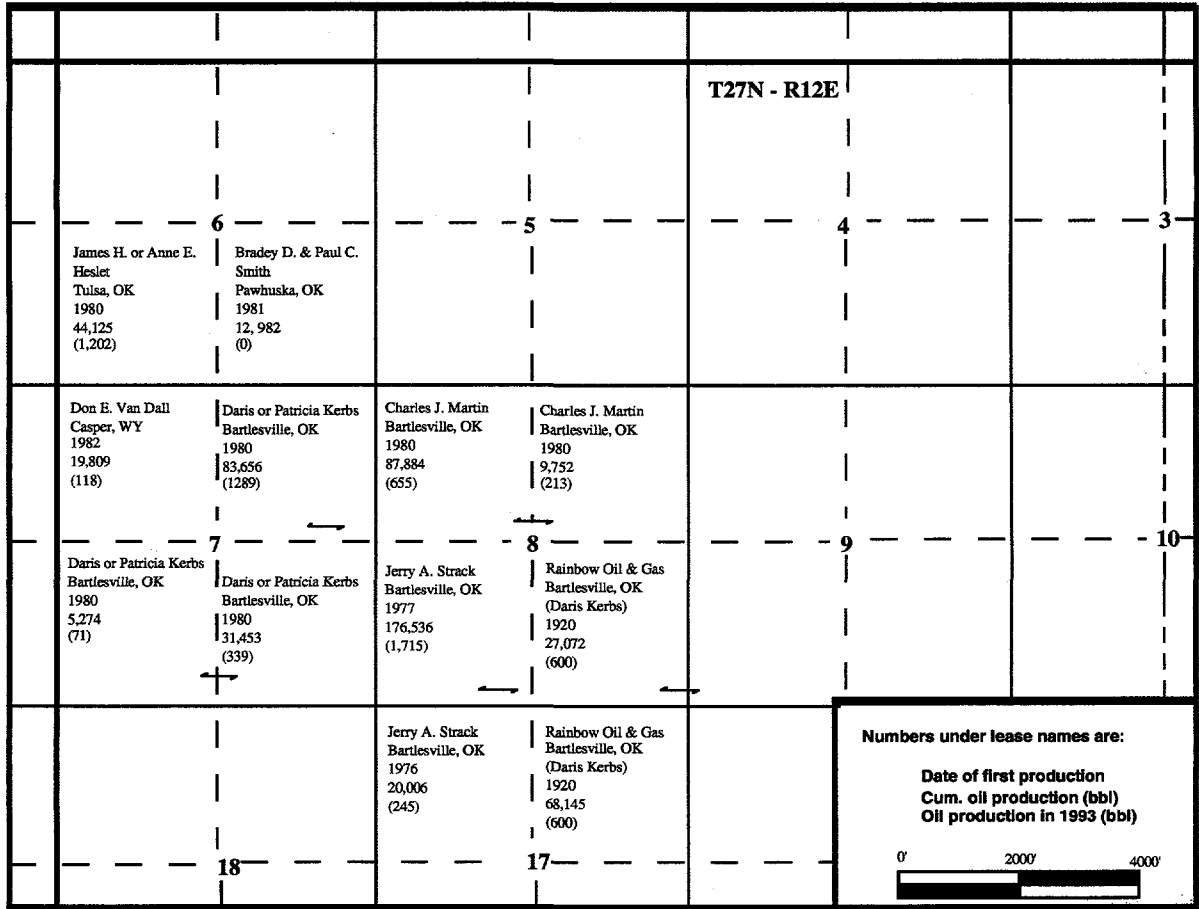 T27N - R12E
6
5
4
3
James H. or Anne E.
Heslet
Tulsa, OK
1980
44,125
(1,202)
Bradey D. & Paul C.
Smith
Pawhuska, OK
1981
12, 982
(0)
Don E. Van Dall
Casper, WY
1982
19,809
(118)
Daris or Patricia Kerbs
Bartlesville, OK
1980
83,656
(1289)
Charles J. Martin
Bartlesville, OK
1980
87,884
(655)
Charles J. Martin
Bartlesville, OK
1980
9,752
(213)
7
8
9
10
Daris or Patricia Kerbs
Bartlesville, OK
1980
5,274
(71)
Daris or Patricia Kerbs
Bartlesville, OK
1980
31,453
(339)
Jerry A. Strack
Bartlesville, OK
1977
176,536
(1,715)
Rainbow Oil & Gas
Bartlesville, OK
(Daris Kerbs)
1920
27,072
(600)
Jerry A. Strack
Bartlesville, OK
1976
20,006
(245)
Rainbow Oil & Gas
Bartlesville, OK
(Daris Kerbs)
1920
68,145
(600)
18
17
Numbers under lease names are:
Date of first production
Cum. oil production (bbl)
Oil production in 1993 (bbl)
0' 2000' 4000'